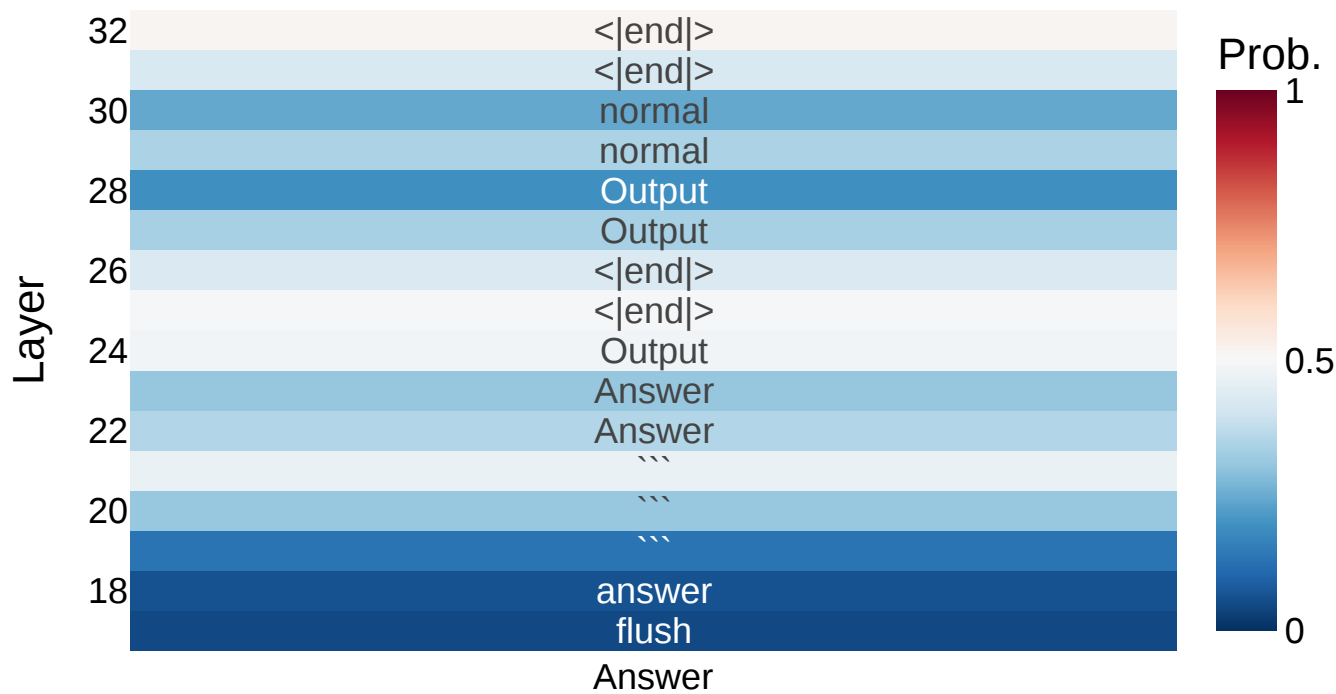 32 <|end|>
<|end|>
30 normal
normal
28 Output
Output
26 <|end|>
<|end|>
24 Output
Answer
22 Answer
```
20 ```
```
18 answer
flush
Answer
Layer
Prob.
1
0.5
0